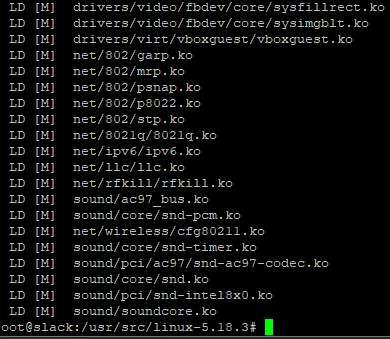 LD [M] drivers/video/fbdev/core/sysfillrect.ko
LD [M] drivers/video/fbdev/core/sysimgblt.ko
LD [M] drivers/virt/vboxguest/vboxguest.ko
LD [M] net/802/garp.ko
LD [M] net/802/mrp.ko
LD [M] net/802/psnap.ko
LD [M] net/802/p8022.ko
LD [M] net/802/stp.ko
LD [M] net/8021q/8021q.ko
LD [M] net/ipv6/ipv6.ko
LD [M] net/llc/llc.ko
LD [M] net/rfkill/rfkill.ko
LD [M] sound/ac97_bus.ko
LD [M] sound/core/snd-pcm.ko
LD [M] net/wireless/cfg80211.ko
LD [M] sound/core/snd-timer.ko
LD [M] sound/pci/ac97/snd-ac97-codec.ko
LD [M] sound/core/snd.ko
LD [M] sound/pci/snd-intel8x0.ko
LD [M] sound/soundcore.ko
root@slack:/usr/src/linux-5.18.3#